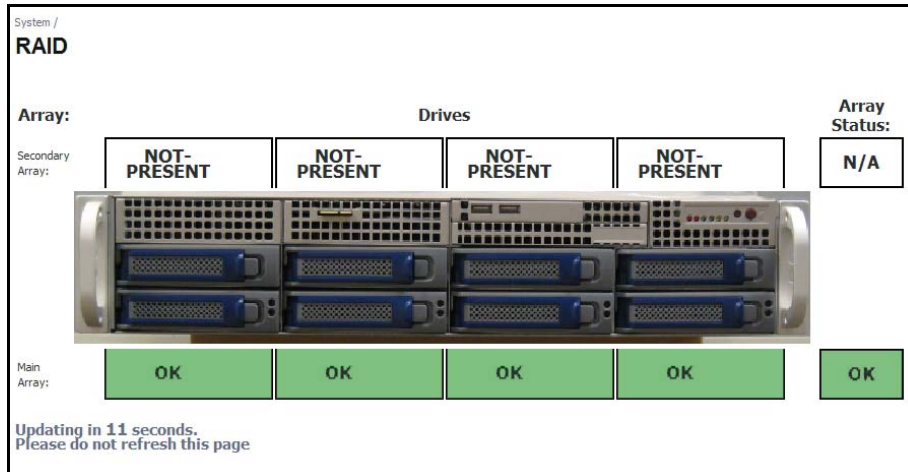 System /
RAID
Array:
Drives
Array
Status:
Secondary
Array:
NOT-
PRESENT
NOT-
PRESENT
NOT-
PRESENT
NOT-
PRESENT
N/A
Main
Array:
OK
OK
OK
OK
OK
Updating in 11 seconds.
Please do not refresh this page